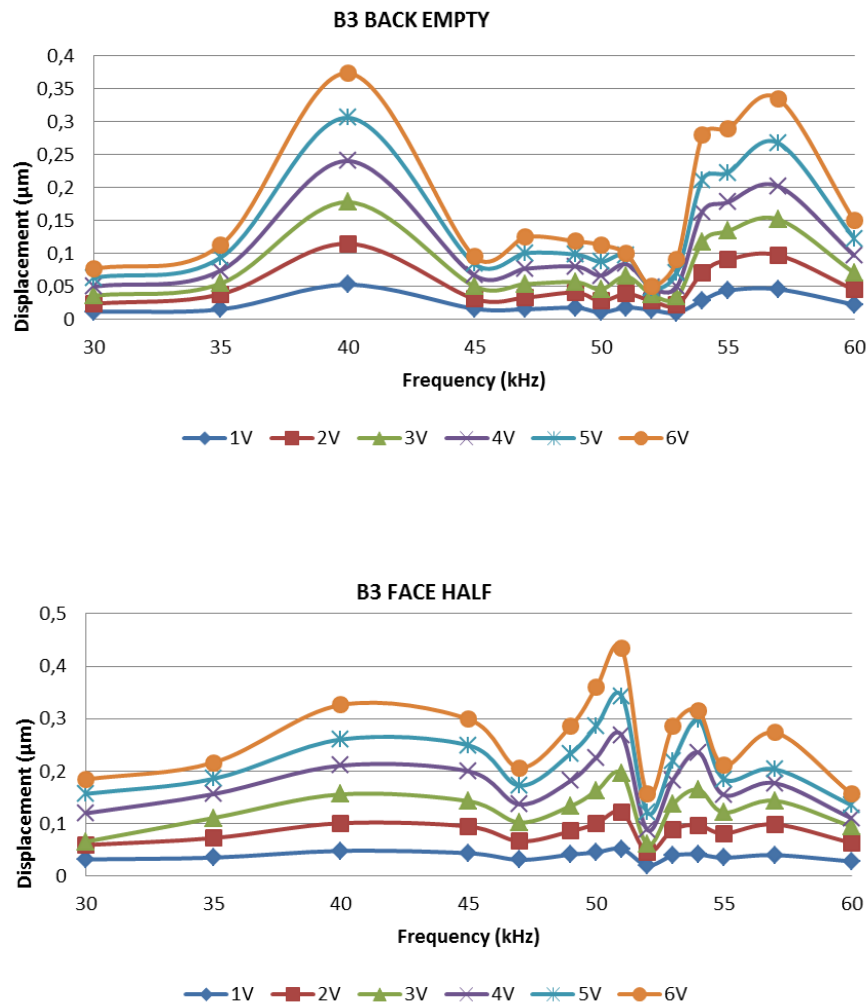 B3 BACK EMPTY
0,4
0,35
0,3
0,25
0,2
0,15
0,1
0,05
0
Displacement (µm)
30 35 40 45 50 55 60
Frequency (kHz)
1V 2V 3V 4V 5V 6V
B3 FACE HALF
0,5
0,4
0,3
0,2
0,1
0
Displacement (µm)
30 35 40 45 50 55 60
Frequency (kHz)
1V 2V 3V 4V 5V 6V